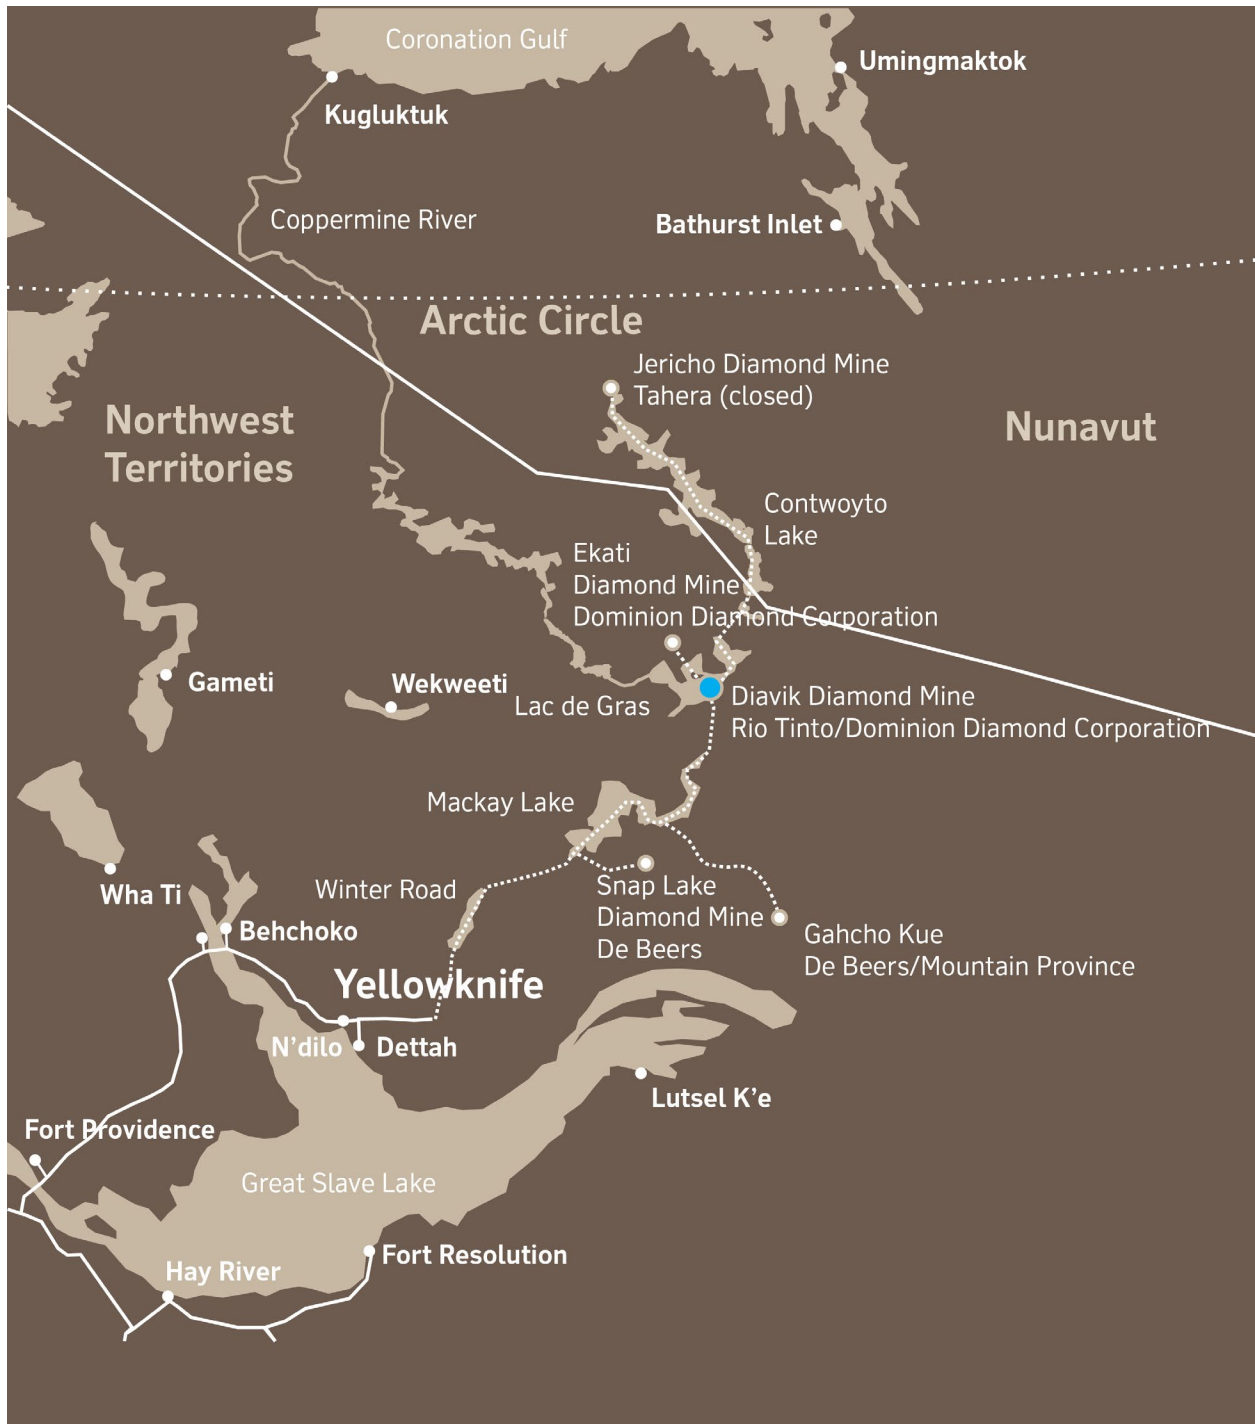 Coronation Gulf
Umingmaktok
Kugluktuk
Coppermine River
Bathurst Inlet
Arctic Circle
Jericho Diamond Mine
Tahera (closed)
Northwest
Territories
Nunavut
Contwoyto
Lake
Ekati
Diamond Mine
Dominion Diamond Corporation
Gameti
Wekweeti
Lac de Gras
Diavik Diamond Mine
Rio Tinto/Dominion Diamond Corporation
Mackay Lake
Winter Road
Snap Lake
Diamond Mine
De Beers
Wha Ti
Behchoko
Gahcho Kue
De Beers/Mountain Province
Yellowknife
N’dilo
Dettah
Lutsel K’e
Fort Providence
Great Slave Lake
Fort Resolution
Hay River